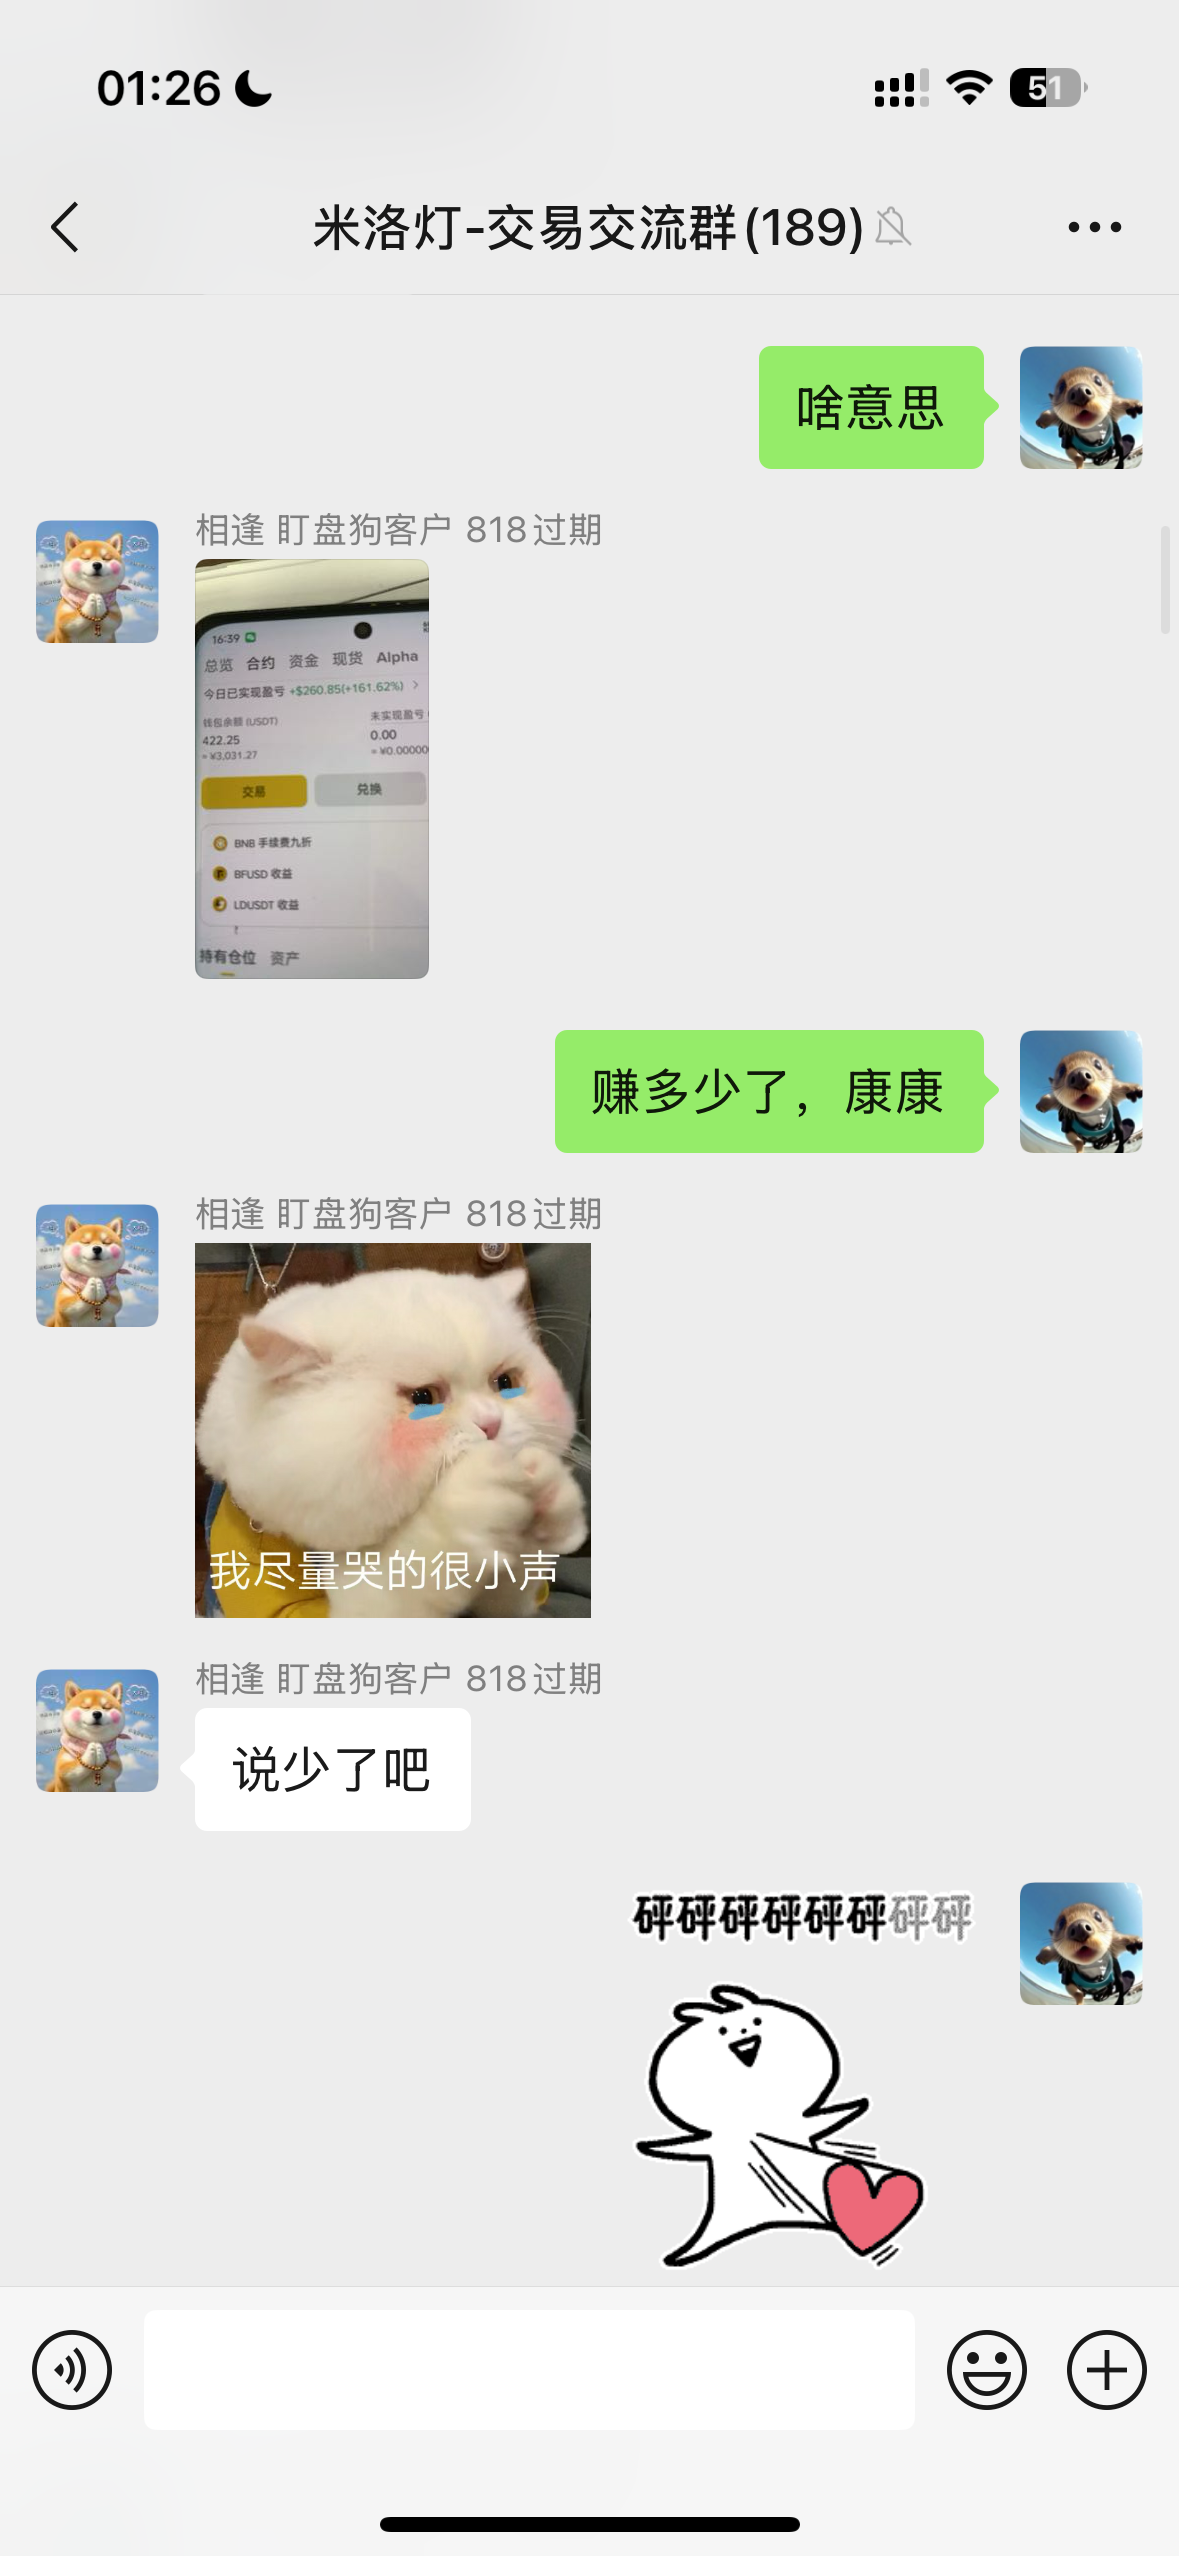 01:26
51
米洛灯-交易交流群(189)
啥意思
相逢 盯盘狗客户 818过期
16:39
总览 合约 资金 现货 Alpha
今日已实现盈亏 +$260.85(+161.62%)
钱包余额 (USDT)
未实现盈亏
422.25
0.00
≈ ¥3,031.27
≈ ¥0.00000
交易
兑换
BNB 手续费九折
BFUSD 收益
LDUSDT 收益
持有仓位 资产
赚多少了，康康
相逢 盯盘狗客户 818过期
我尽量哭的很小声
相逢 盯盘狗客户 818过期
说少了吧
砰砰砰砰砰砰砰砰